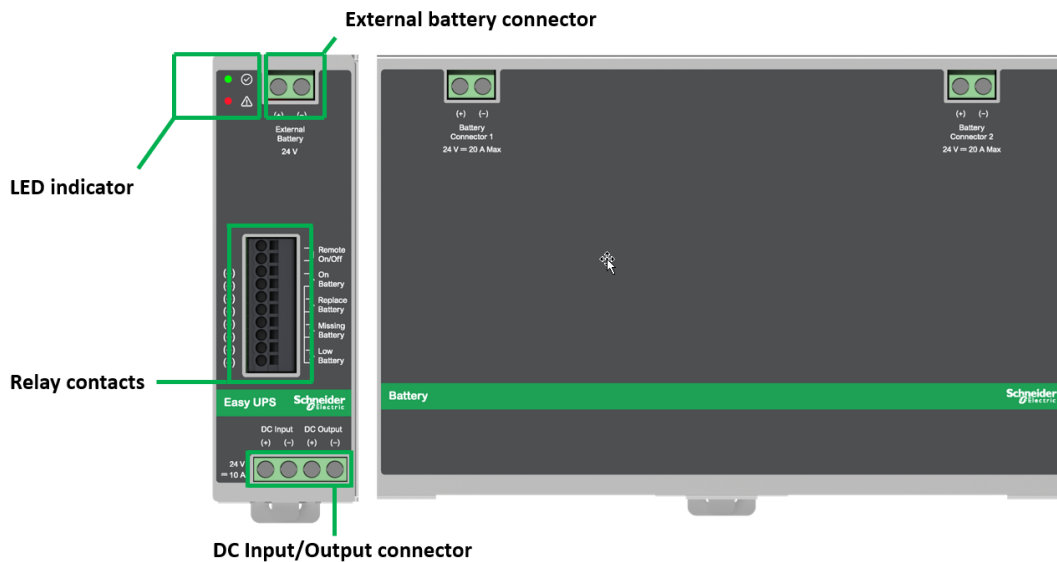 External battery connector
(+) (−)
External
Battery
24 V
(+) (−)
Battery
Connector 1
24 V ⎓ 20 A Max
(+) (−)
Battery
Connector 2
24 V ⎓ 20 A Max
LED indicator
Remote
On/Off
On
Battery
Replace
Battery
Missing
Battery
Low
Battery
Relay contacts
Easy UPS
Schneider
Electric
Battery
Schneider
Electric
DC Input DC Output
(+) (−) (+) (−)
24 V
⎓ 10 A
DC Input/Output connector